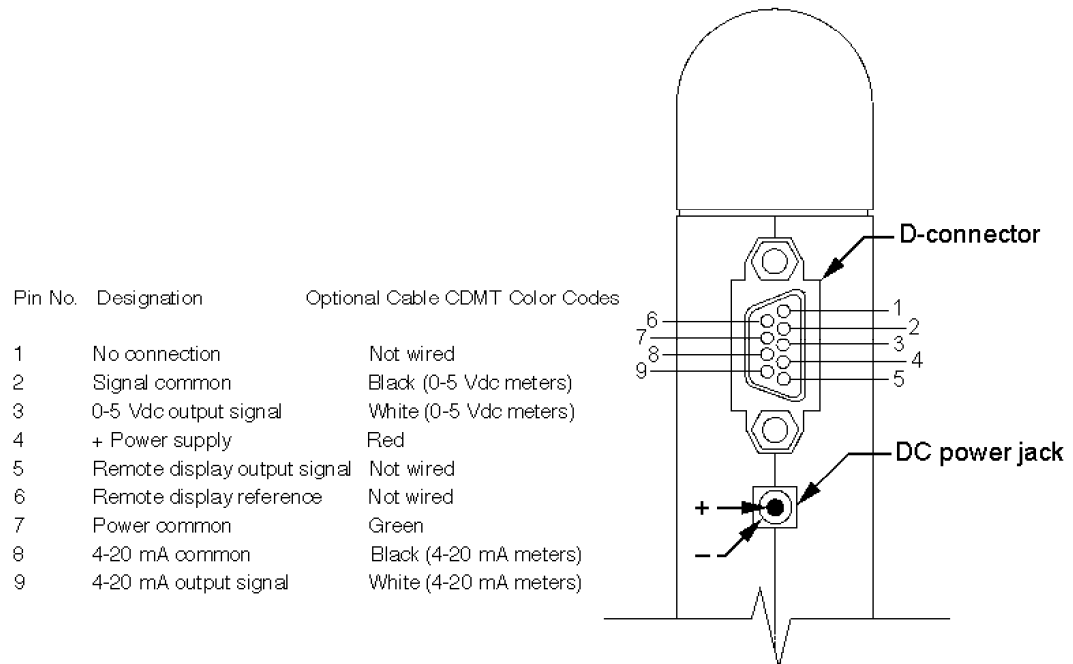 Pin No. Designation Optional Cable CDMT Color Codes
1 No connection Not wired
2 Signal common Black (0-5 Vdc meters)
3 0-5 Vdc output signal White (0-5 Vdc meters)
4 + Power supply Red
5 Remote display output signal Not wired
6 Remote display reference Not wired
7 Power common Green
8 4-20 mA common Black (4-20 mA meters)
9 4-20 mA output signal White (4-20 mA meters)
D-connector
6
7
8
9
1
2
3
4
5
DC power jack
+
–